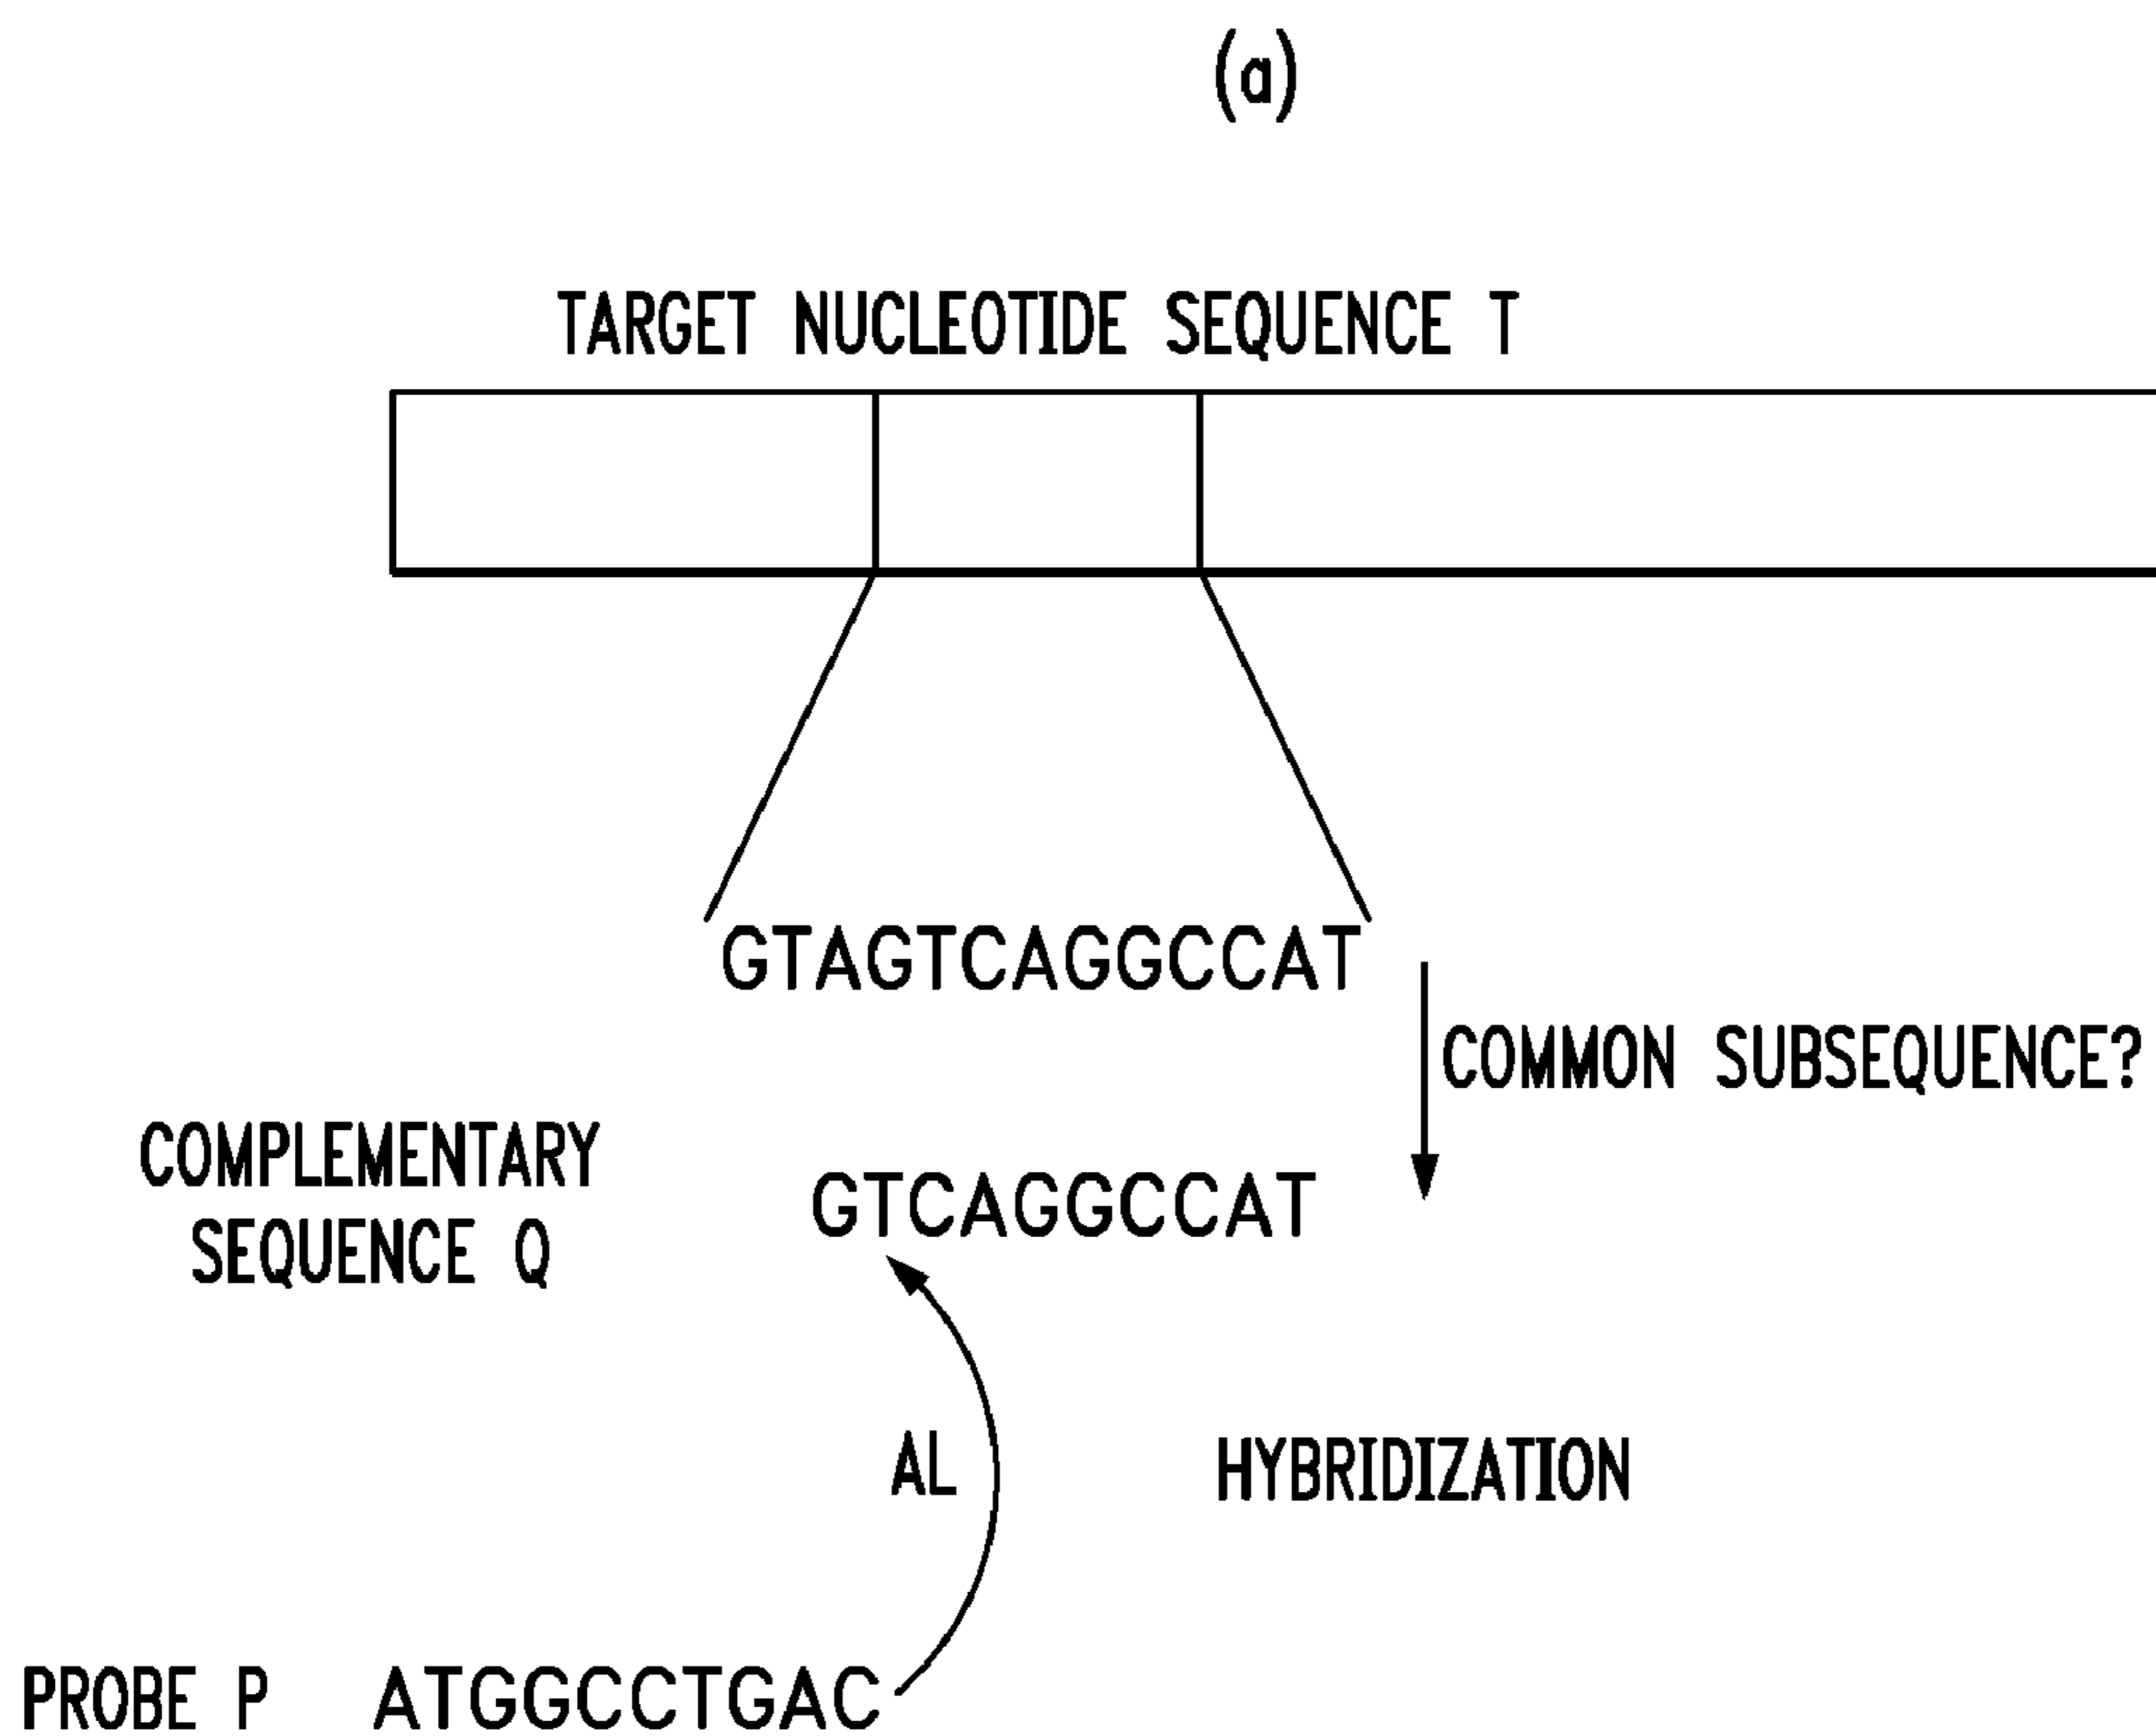 (a)
TARGET NUCLEOTIDE SEQUENCE T
GTAGTCAGGCCAT
COMMON SUBSEQUENCE?
COMPLEMENTARY
SEQUENCE Q
GTCAGGCCAT
AL
HYBRIDIZATION
PROBE P ATGGCCTGAC